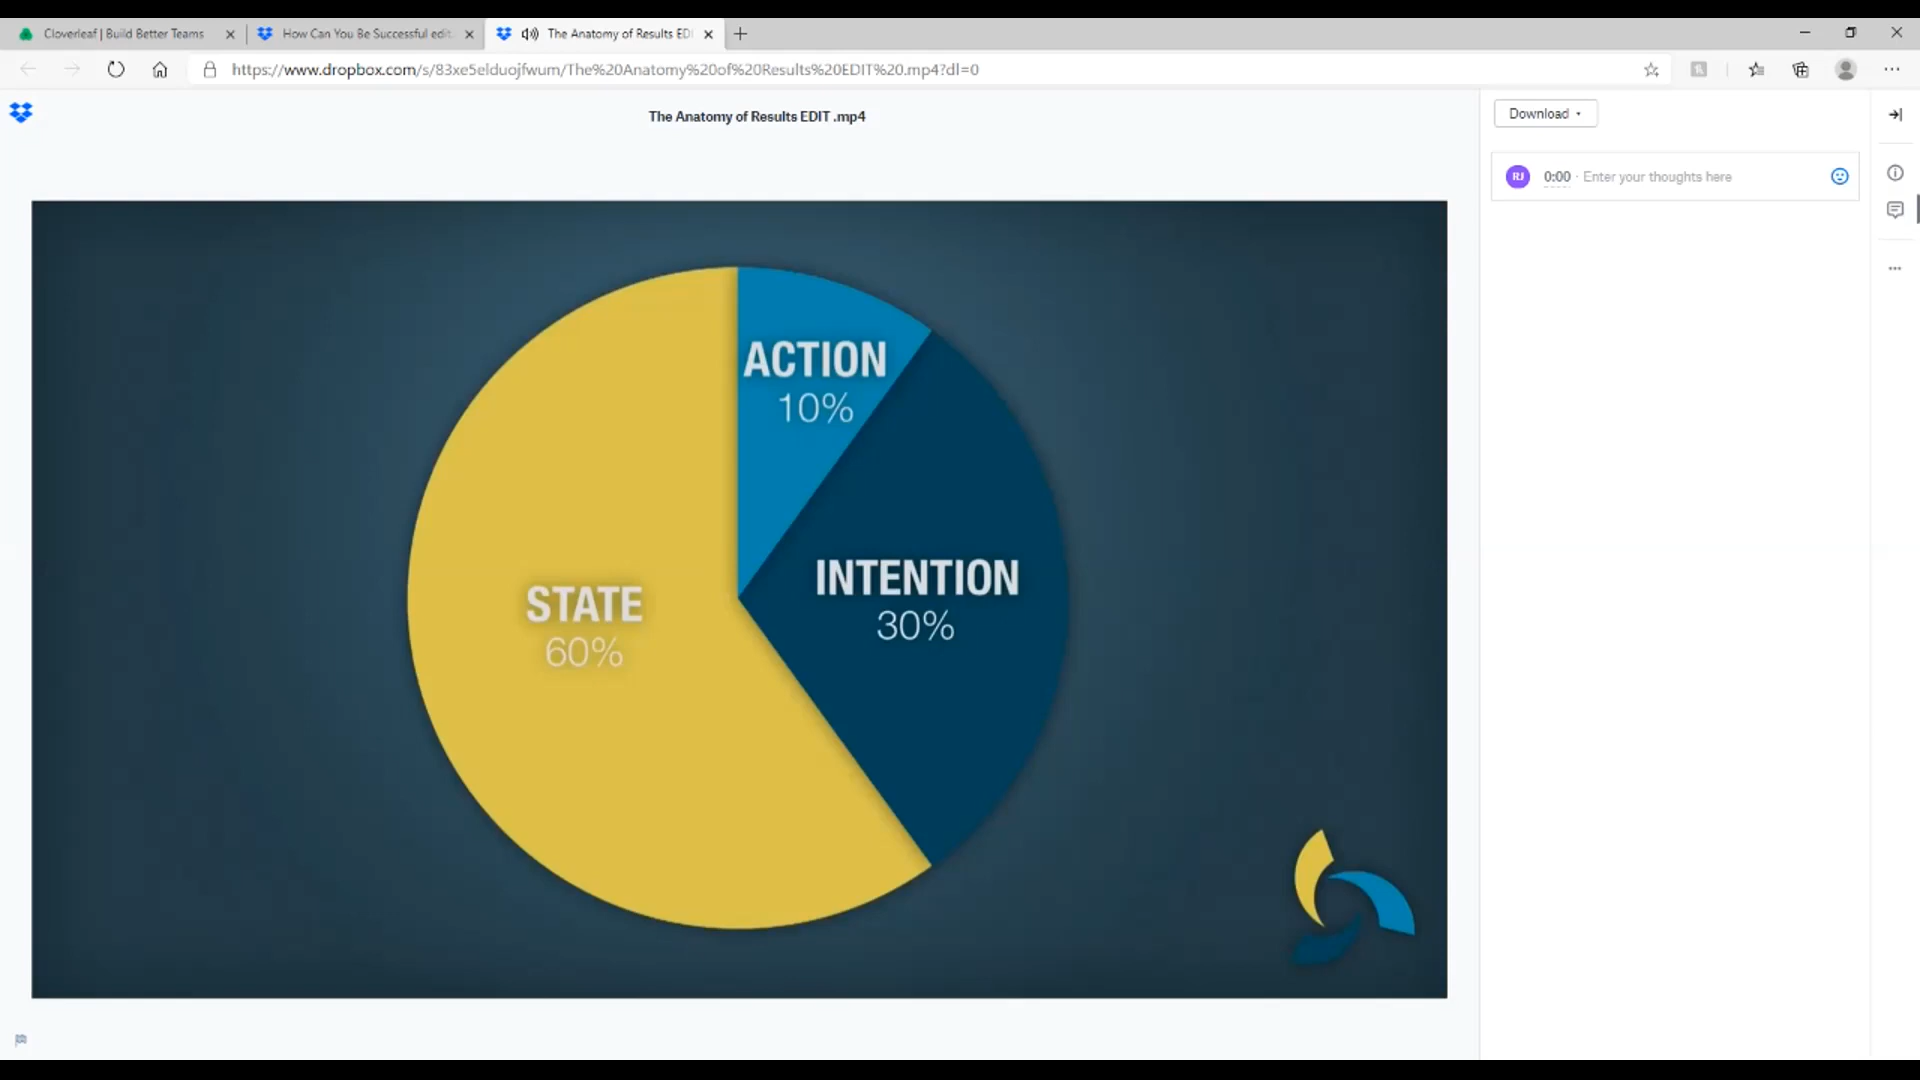 Cloverleaf | Build Better Teams
How Can You Be Successful edit
The Anatomy of Results EDI
https://www.dropbox.com/s/83xe5elduojfwum/The%20Anatomy%20of%20Results%20EDIT%20.mp4?dl=0
The Anatomy of Results EDIT .mp4
Download
RJ 0:00 · Enter your thoughts here
ACTION
10%
INTENTION
30%
STATE
60%